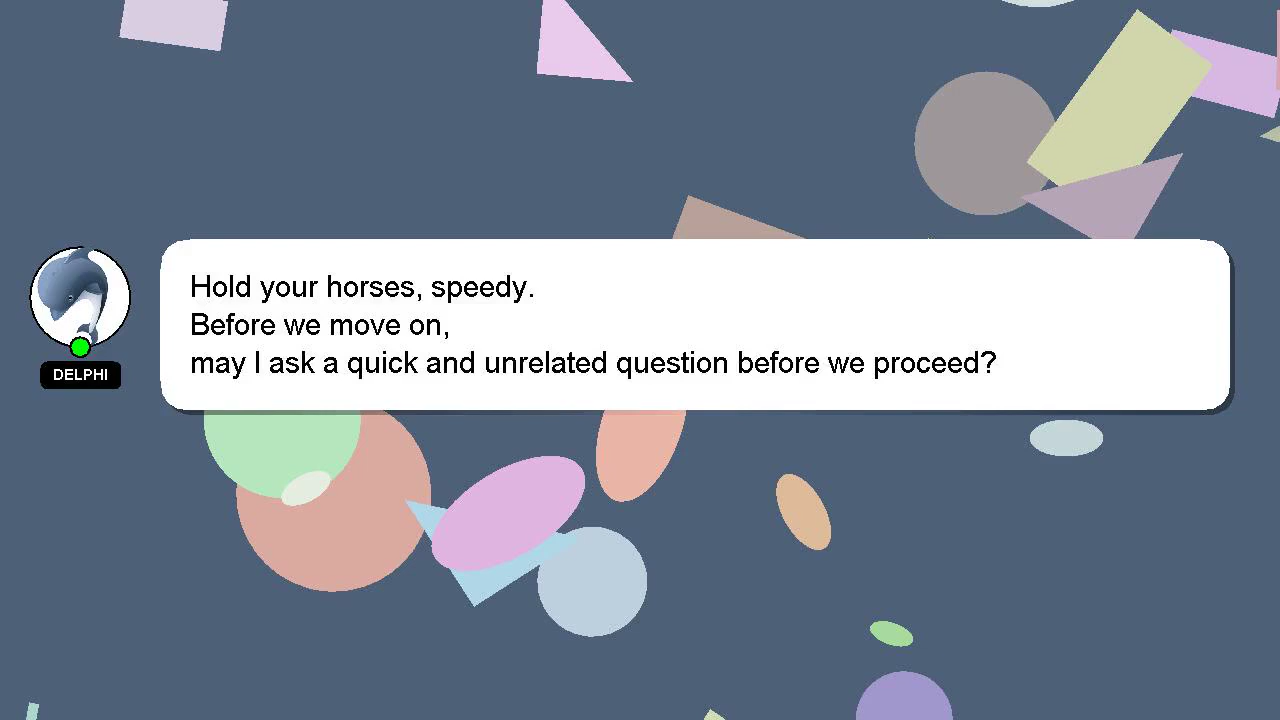 Hold your horses, speedy.
Before we move on,
may I ask a quick and unrelated question before we proceed?
DELPHI